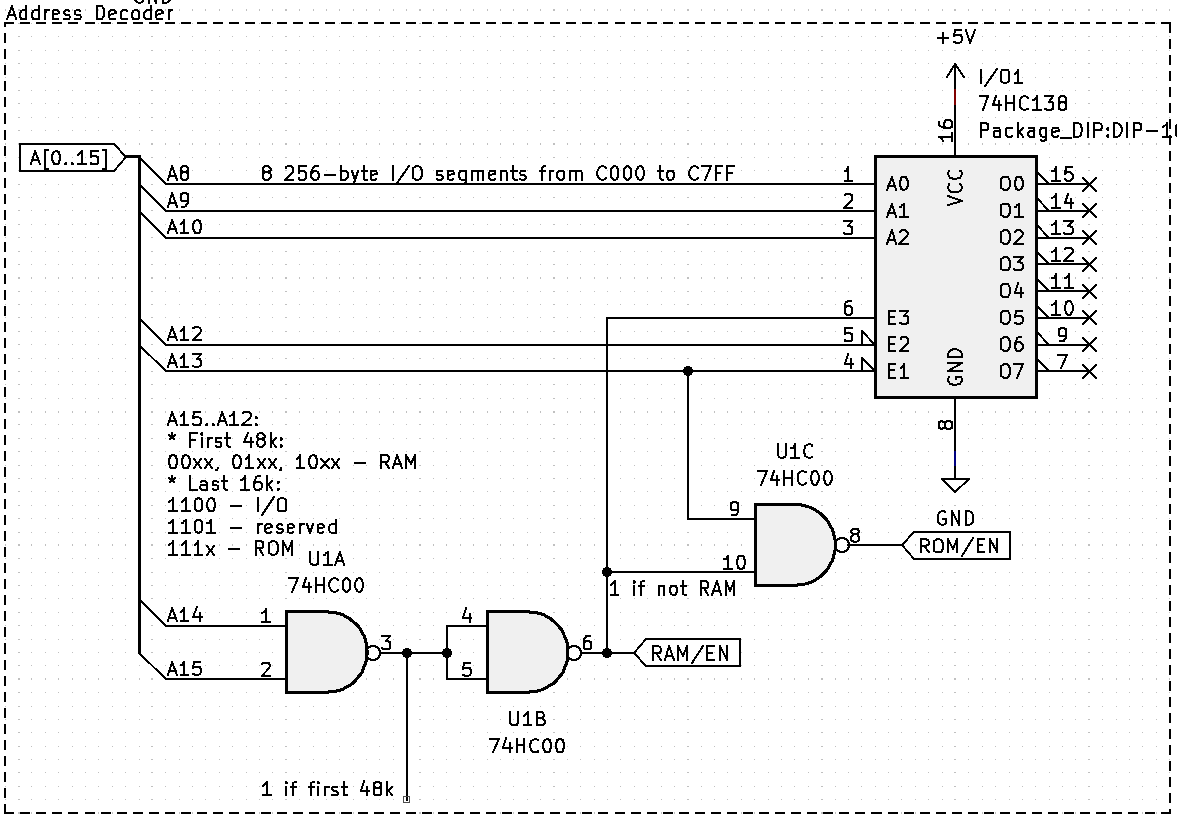 GND
Address Decoder
+5V
I/O1
74HC138
Package_DIP:DIP-16
16
A[0..15]
A8
8 256-byte I/O segments from C000 to C7FF
1
A0
VCC
O0
15
A9
2
A1
O1
14
A10
3
A2
O2
13
O3
12
O4
11
6
E3
O5
10
A12
5
E2
O6
9
A13
4
E1
GND
O7
7
A15..A12:
* First 48k:
00xx, 01xx, 10xx - RAM
* Last 16k:
1100 - I/O
1101 - reserved
111x - ROM
8
GND
U1C
74HC00
9
10
8
ROM/EN
1 if not RAM
U1A
74HC00
A14
1
A15
2
3
4
5
6
RAM/EN
U1B
74HC00
1 if first 48k